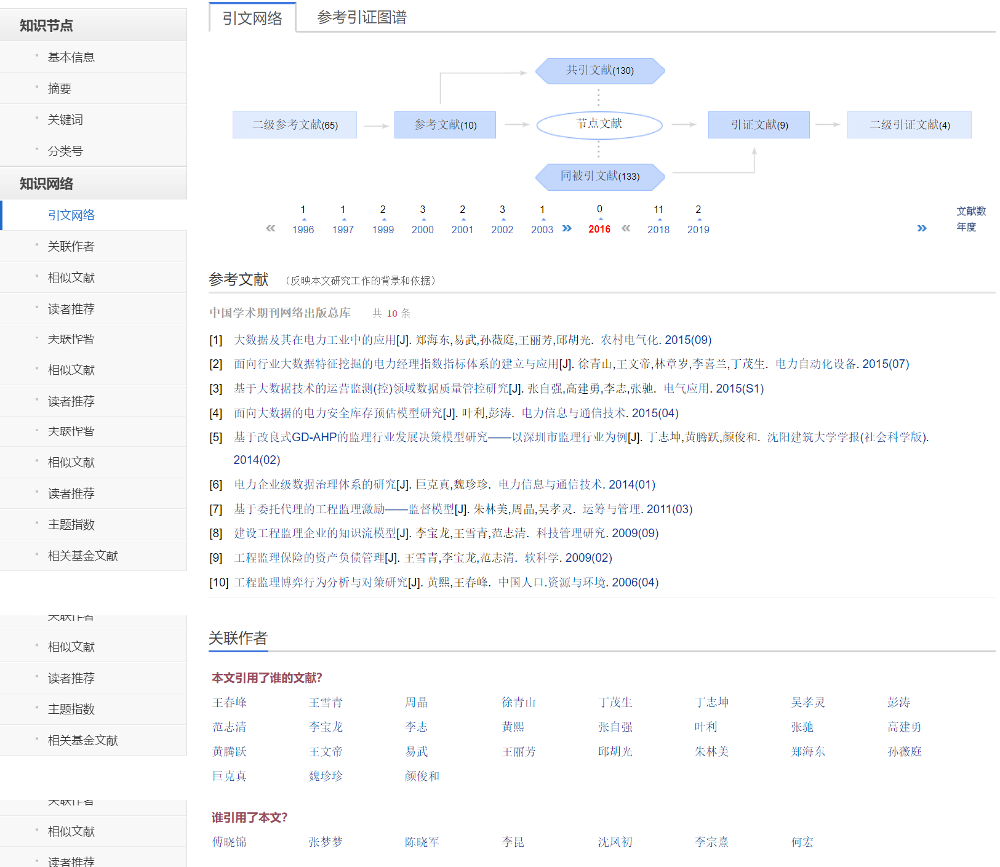 知识节点
基本信息
摘要
关键词
分类号
知识网络
引文网络
关联作者
相似文献
读者推荐
相似文献
读者推荐
相似文献
读者推荐
主题指数
相关基金文献
相似文献
读者推荐
主题指数
相关基金文献
相似文献
读者推荐
引文网络 参考引证图谱
共引文献(130)
二级参考文献(65) 参考文献(10) 节点文献 引证文献(9) 二级引证文献(4)
同被引文献(133)
1 1 2 3 2 3 1 0 11 2 文献数
« 1996 1997 1999 2000 2001 2002 2003 » 2016 « 2018 2019 » 年度
参考文献 （反映本文研究工作的背景和依据）
中国学术期刊网络出版总库 共 10 条
[1] 大数据及其在电力工业中的应用[J]. 郑海东,易武,孙薇庭,王丽芳,邱胡光. 农村电气化. 2015(09)
[2] 面向行业大数据特征挖掘的电力经理指数指标体系的建立与应用[J]. 徐青山,王文帝,林章岁,李喜兰,丁茂生. 电力自动化设备. 2015(07)
[3] 基于大数据技术的运营监测(控)领域数据质量管控研究[J]. 张自强,高建勇,李志,张驰. 电气应用. 2015(S1)
[4] 面向大数据的电力安全库存预估模型研究[J]. 叶利,彭涛. 电力信息与通信技术. 2015(04)
[5] 基于改良式GD-AHP的监理行业发展决策模型研究——以深圳市监理行业为例[J]. 丁志坤,黄腾跃,颜俊和. 沈阳建筑大学学报(社会科学版).
2014(02)
[6] 电力企业级数据治理体系的研究[J]. 巨克真,魏珍珍. 电力信息与通信技术. 2014(01)
[7] 基于委托代理的工程监理激励——监督模型[J]. 朱林美,周晶,吴孝灵. 运筹与管理. 2011(03)
[8] 建设工程监理企业的知识流模型[J]. 李宝龙,王雪青,范志清. 科技管理研究. 2009(09)
[9] 工程监理保险的资产负债管理[J]. 王雪青,李宝龙,范志清. 软科学. 2009(02)
[10] 工程监理博弈行为分析与对策研究[J]. 黄熙,王春峰. 中国人口.资源与环境. 2006(04)
关联作者
本文引用了谁的文献?
王春峰 王雪青 周晶 徐青山 丁茂生 丁志坤 吴孝灵 彭涛
范志清 李宝龙 李志 黄熙 张自强 叶利 张驰 高建勇
黄腾跃 王文帝 易武 王丽芳 邱胡光 朱林美 郑海东 孙薇庭
巨克真 魏珍珍 颜俊和
谁引用了本文?
傅晓锦 张梦梦 陈晓军 李昆 沈凤初 李宗熹 何宏